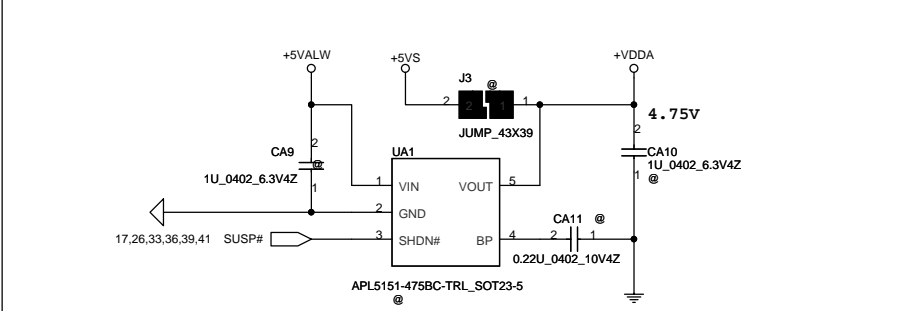 +5VALW
+5VS
+VDDA
J3
@
2
2
1
1
4.75V
JUMP_43X39
2
CA9
@
1U_0402_6.3V4Z
1
UA1
2
CA10
1U_0402_6.3V4Z
1
@
1
VIN
VOUT
5
2
GND
CA11
@
17,26,33,36,39,41
SUSP#
3
SHDN#
BP
4
2
1
0.22U_0402_10V4Z
APL5151-475BC-TRL_SOT23-5
@